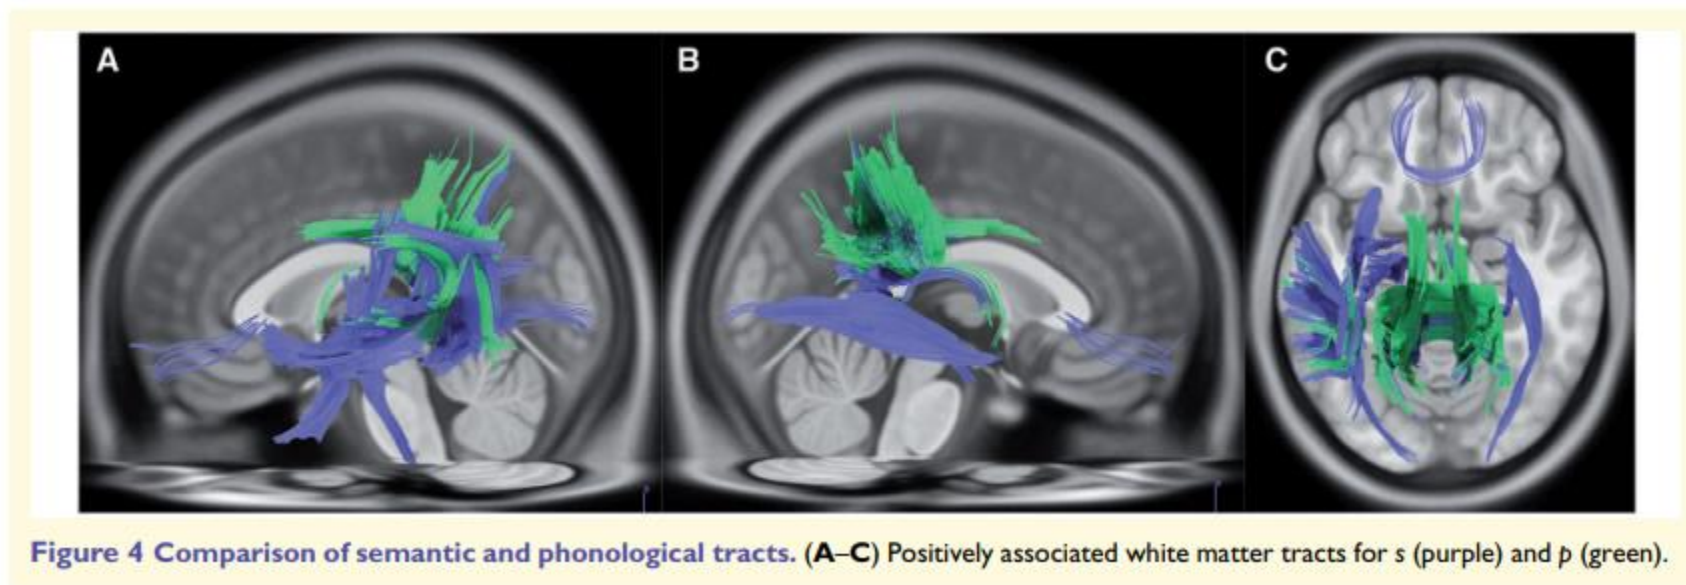 A B C
Figure 4 Comparison of semantic and phonological tracts. (A–C) Positively associated white matter tracts for s (purple) and p (green).